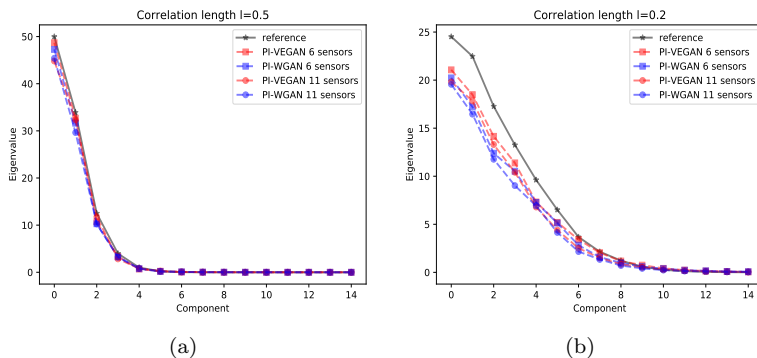 Correlation length l=0.5
50
40
30
20
10
0
Eigenvalue
0 2 4 6 8 10 12 14
Component
reference
PI-VEGAN 6 sensors
PI-WGAN 6 sensors
PI-VEGAN 11 sensors
PI-WGAN 11 sensors
(a)
Correlation length l=0.2
25
20
15
10
5
0
Eigenvalue
0 2 4 6 8 10 12 14
Component
reference
PI-VEGAN 6 sensors
PI-WGAN 6 sensors
PI-VEGAN 11 sensors
PI-WGAN 11 sensors
(b)